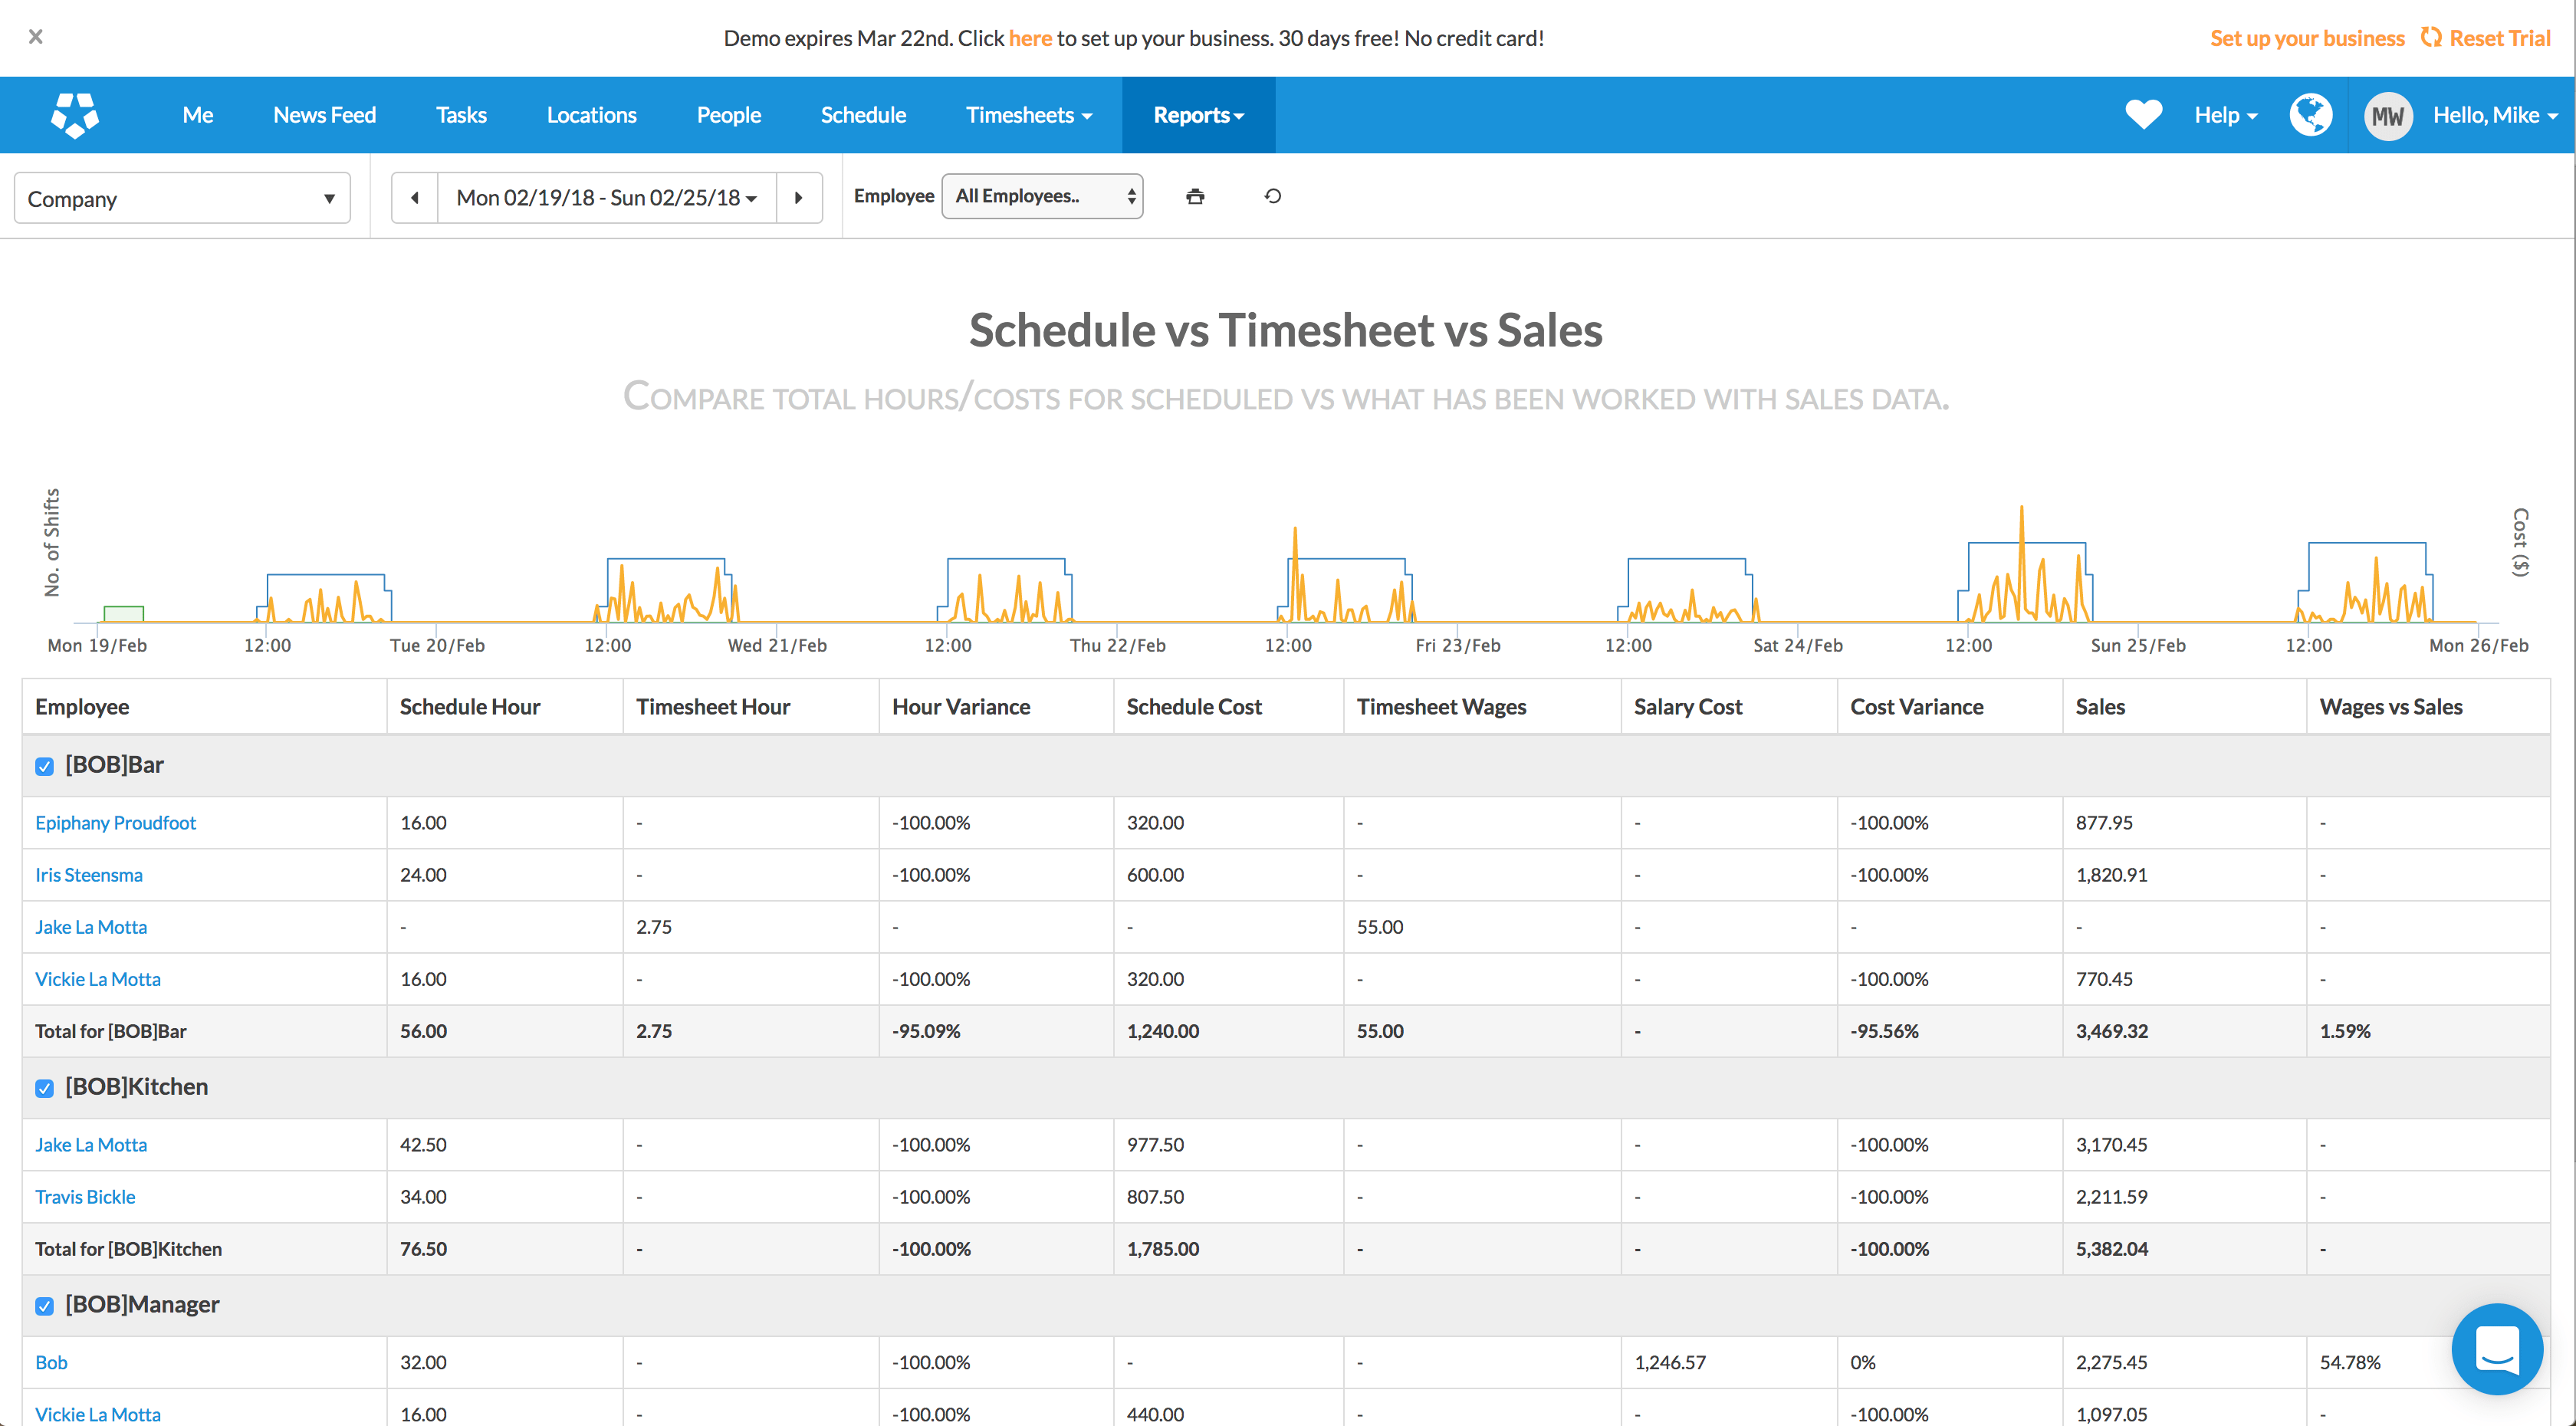 Demo expires Mar 22nd. Click here to set up your business. 30 days free! No credit card!
Set up your business Reset Trial
Me News Feed Tasks Locations People Schedule Timesheets Reports Help MW Hello, Mike
Company Mon 02/19/18 - Sun 02/25/18 Employee All Employees..
Schedule vs Timesheet vs Sales
Compare total hours/costs for scheduled vs what has been worked with sales data.
No. of Shifts
Cost ($)
Mon 19/Feb 12:00 Tue 20/Feb 12:00 Wed 21/Feb 12:00 Thu 22/Feb 12:00 Fri 23/Feb 12:00 Sat 24/Feb 12:00 Sun 25/Feb 12:00 Mon 26/Feb
Employee Schedule Hour Timesheet Hour Hour Variance Schedule Cost Timesheet Wages Salary Cost Cost Variance Sales Wages vs Sales
[BOB]Bar
Epiphany Proudfoot 16.00 - -100.00% 320.00 - - -100.00% 877.95 -
Iris Steensma 24.00 - -100.00% 600.00 - - -100.00% 1,820.91 -
Jake La Motta - 2.75 - - 55.00 - - - -
Vickie La Motta 16.00 - -100.00% 320.00 - - -100.00% 770.45 -
Total for [BOB]Bar 56.00 2.75 -95.09% 1,240.00 55.00 - -95.56% 3,469.32 1.59%
[BOB]Kitchen
Jake La Motta 42.50 - -100.00% 977.50 - - -100.00% 3,170.45 -
Travis Bickle 34.00 - -100.00% 807.50 - - -100.00% 2,211.59 -
Total for [BOB]Kitchen 76.50 - -100.00% 1,785.00 - - -100.00% 5,382.04 -
[BOB]Manager
Bob 32.00 - -100.00% - - 1,246.57 0% 2,275.45 54.78%
Vickie La Motta 16.00 - -100.00% 440.00 - - -100.00% 1,097.05 -